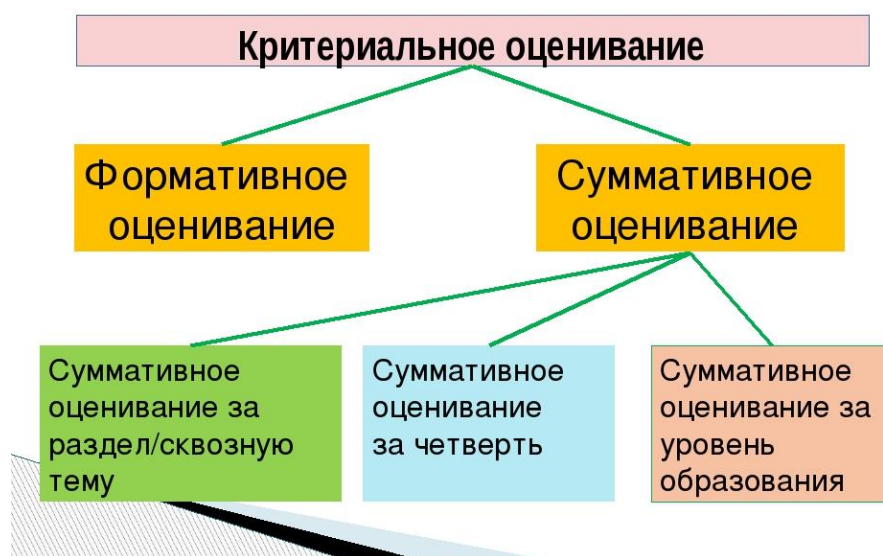 Критериальное оценивание
Формативное
оценивание
Суммативное
оценивание
Суммативное
оценивание за
раздел/сквозную
тему
Суммативное
оценивание
за четверть
Суммативное
оценивание за
уровень
образования